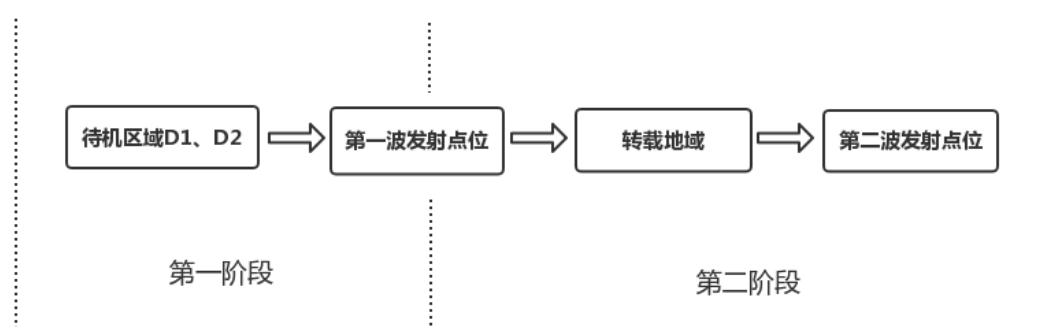 待机区域D1、D2
第一波发射点位
转载地域
第二波发射点位
第一阶段
第二阶段